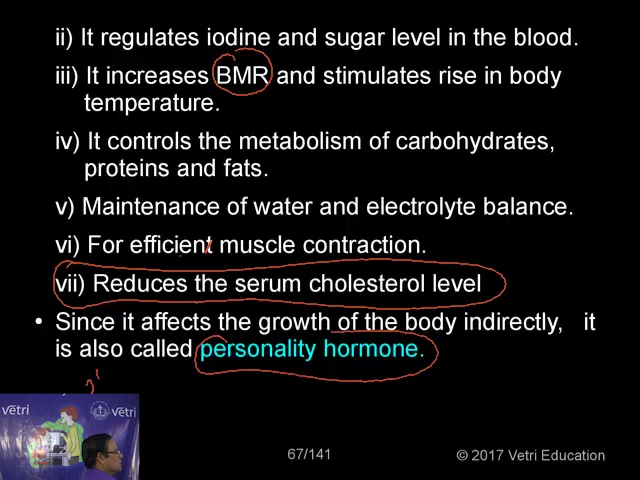 ii) It regulates iodine and sugar level in the blood.
iii) It increases BMR and stimulates rise in body
temperature.
iv) It controls the metabolism of carbohydrates,
proteins and fats.
v) Maintenance of water and electrolyte balance.
vi) For efficient muscle contraction.
vii) Reduces the serum cholesterol level
• Since it affects the growth of the body indirectly, it
is also called personality hormone.
vetri
vetri
67/141
© 2017 Vetri Education